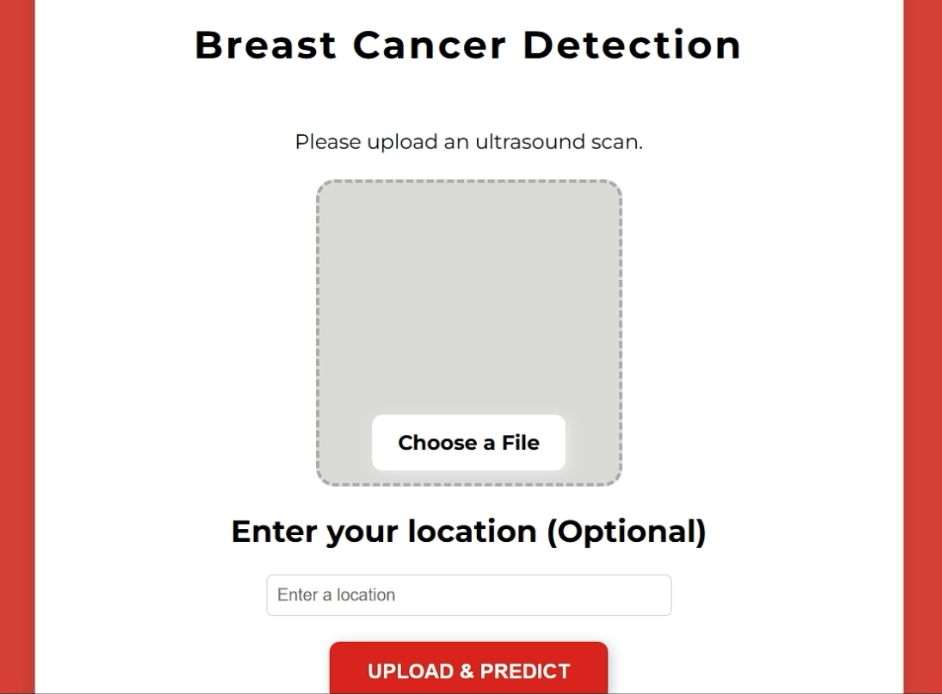 Breast Cancer Detection
Please upload an ultrasound scan.
Choose a File
Enter your location (Optional)
Enter a location
UPLOAD & PREDICT